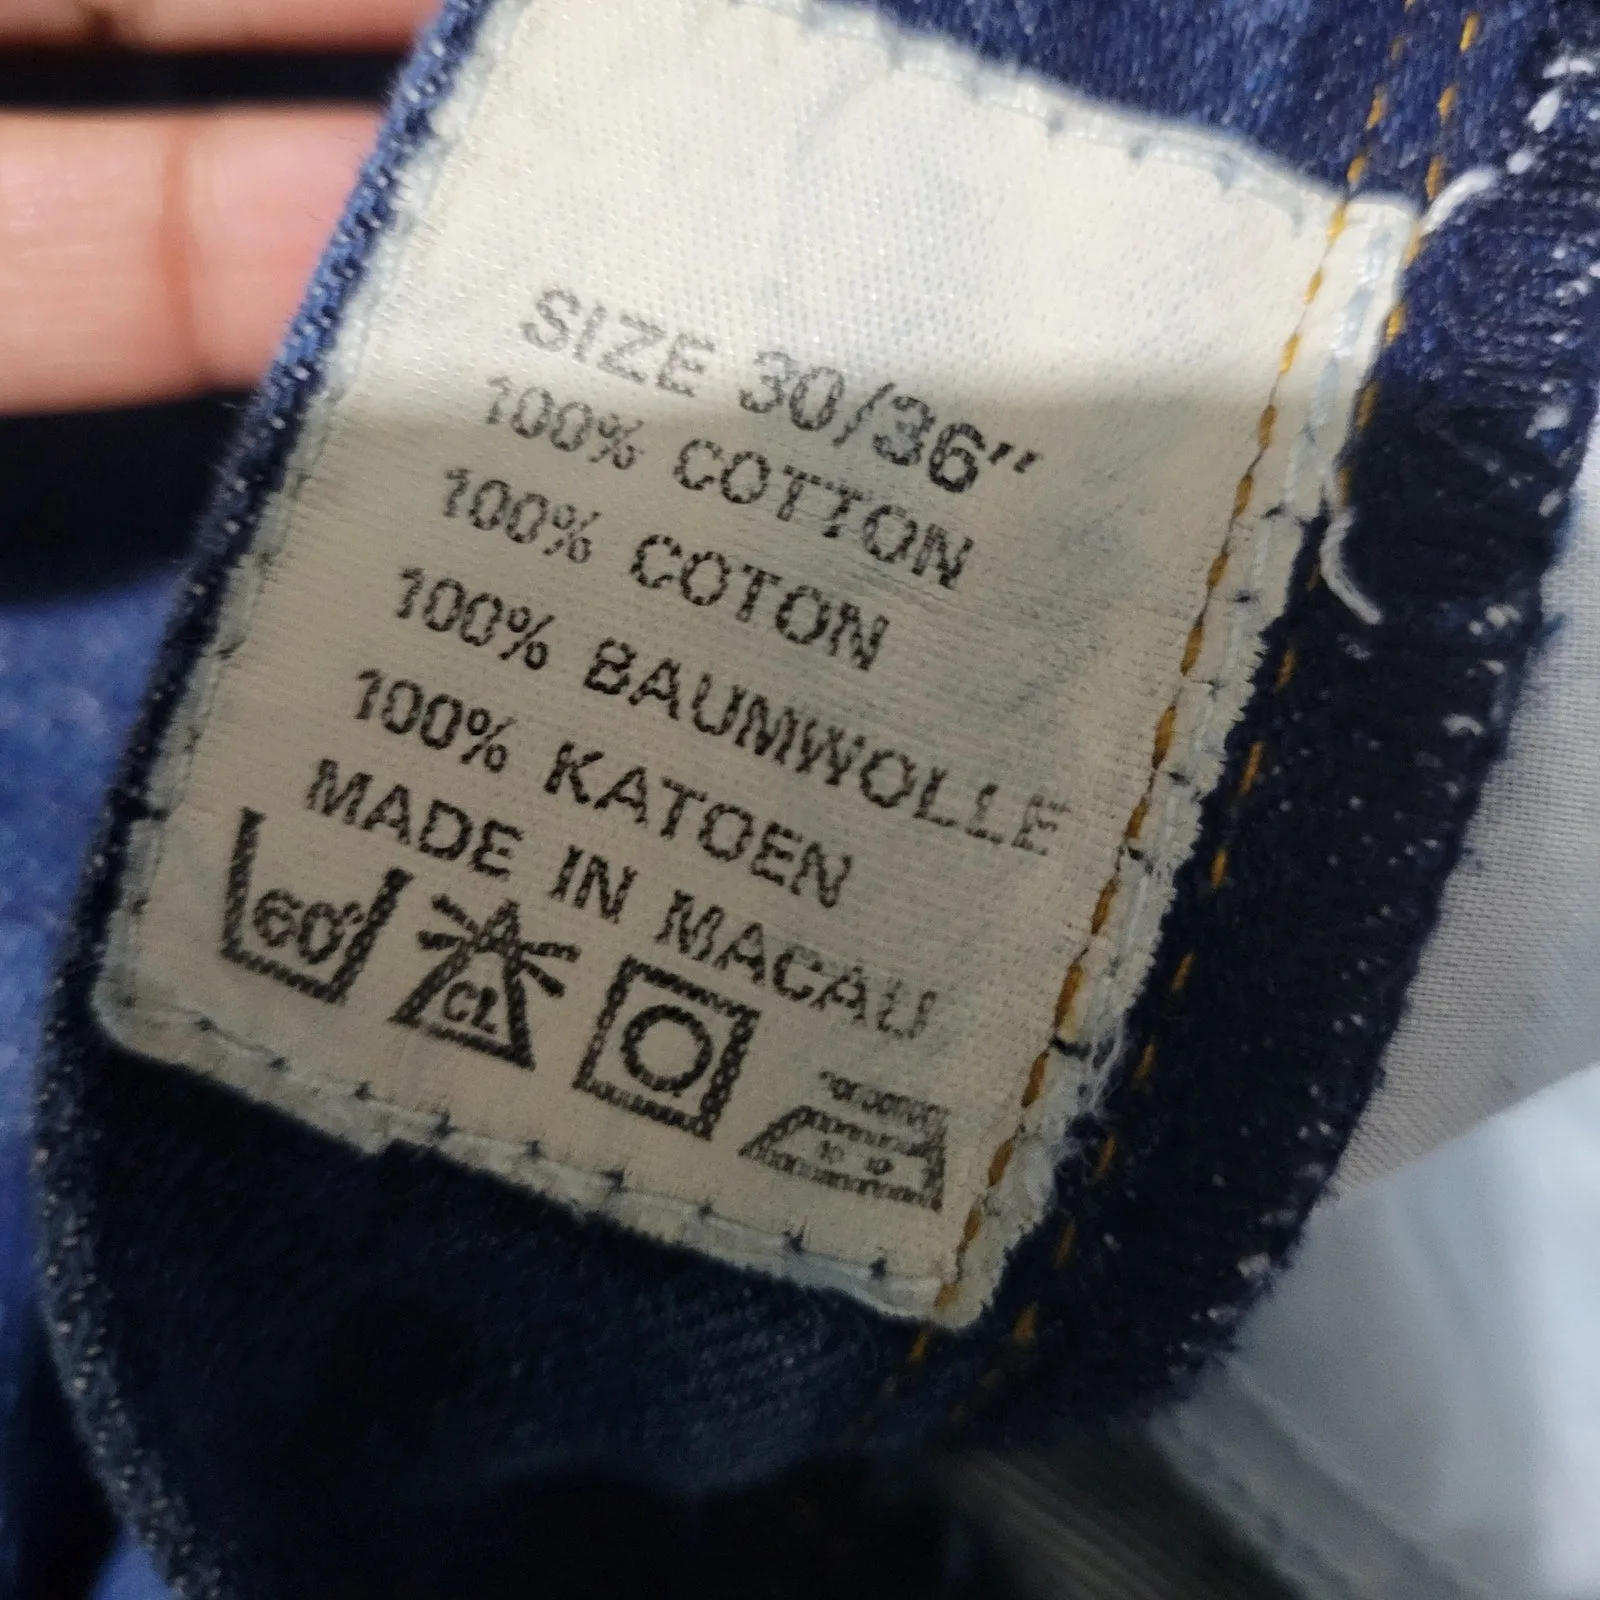 SIZE 30/36"
100% COTTON
100% COTON
100% BAUMWOLLE
100% KATOEN
MADE IN MACAU
60°
CL